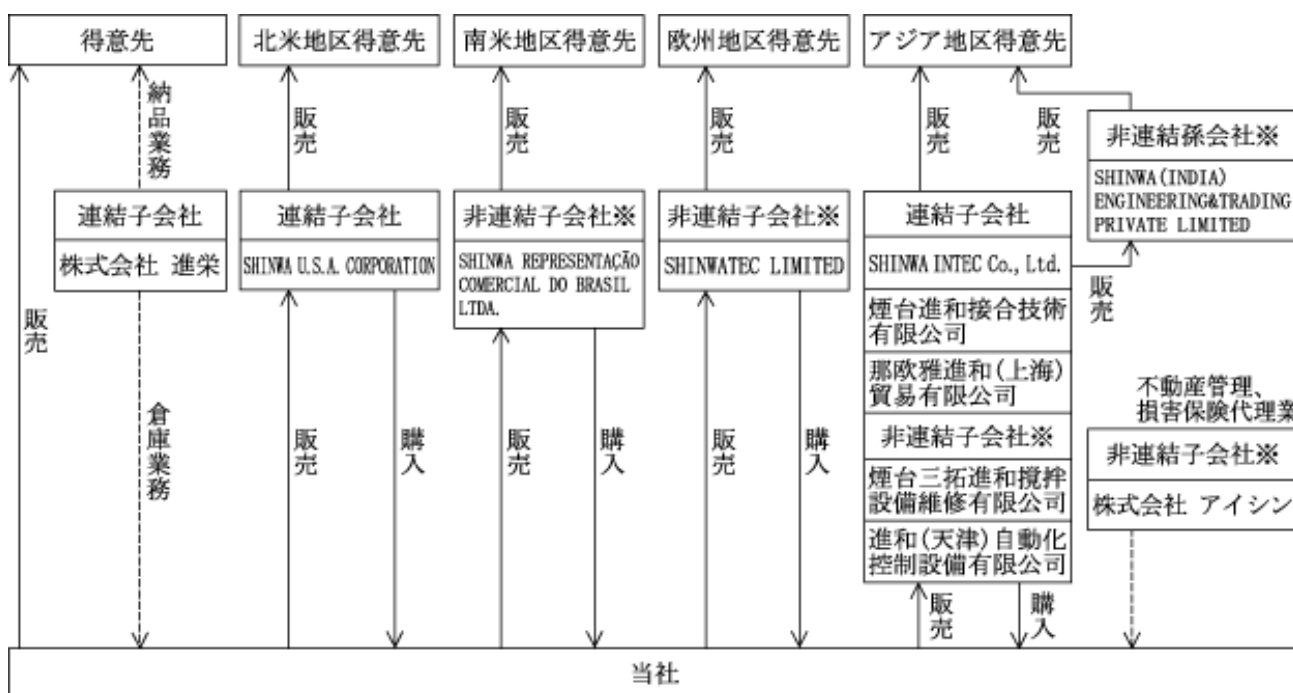 得意先
北米地区得意先
南米地区得意先
欧州地区得意先
アジア地区得意先
納品業務
販売
販売
販売
販売
販売
非連結孫会社※
SHINWA(INDIA)
ENGINEERING&TRADING
PRIVATE LIMITED
連結子会社
株式会社 進栄
連結子会社
SHINWA U.S.A. CORPORATION
非連結子会社※
SHINWA REPRESENTAÇÃO
COMERCIAL DO BRASIL
LTDA.
非連結子会社※
SHINWATEC LIMITED
連結子会社
SHINWA INTEC Co., Ltd.
煙台進和接合技術
有限公司
那欧雅進和(上海)
貿易有限公司
非連結子会社※
煙台三拓進和撹拌
設備維修有限公司
進和(天津)自動化
控制設備有限公司
販売
販売
倉庫業務
販売
購入
販売
購入
販売
購入
販売
購入
不動産管理、
損害保険代理業
非連結子会社※
株式会社 アイシン
当社